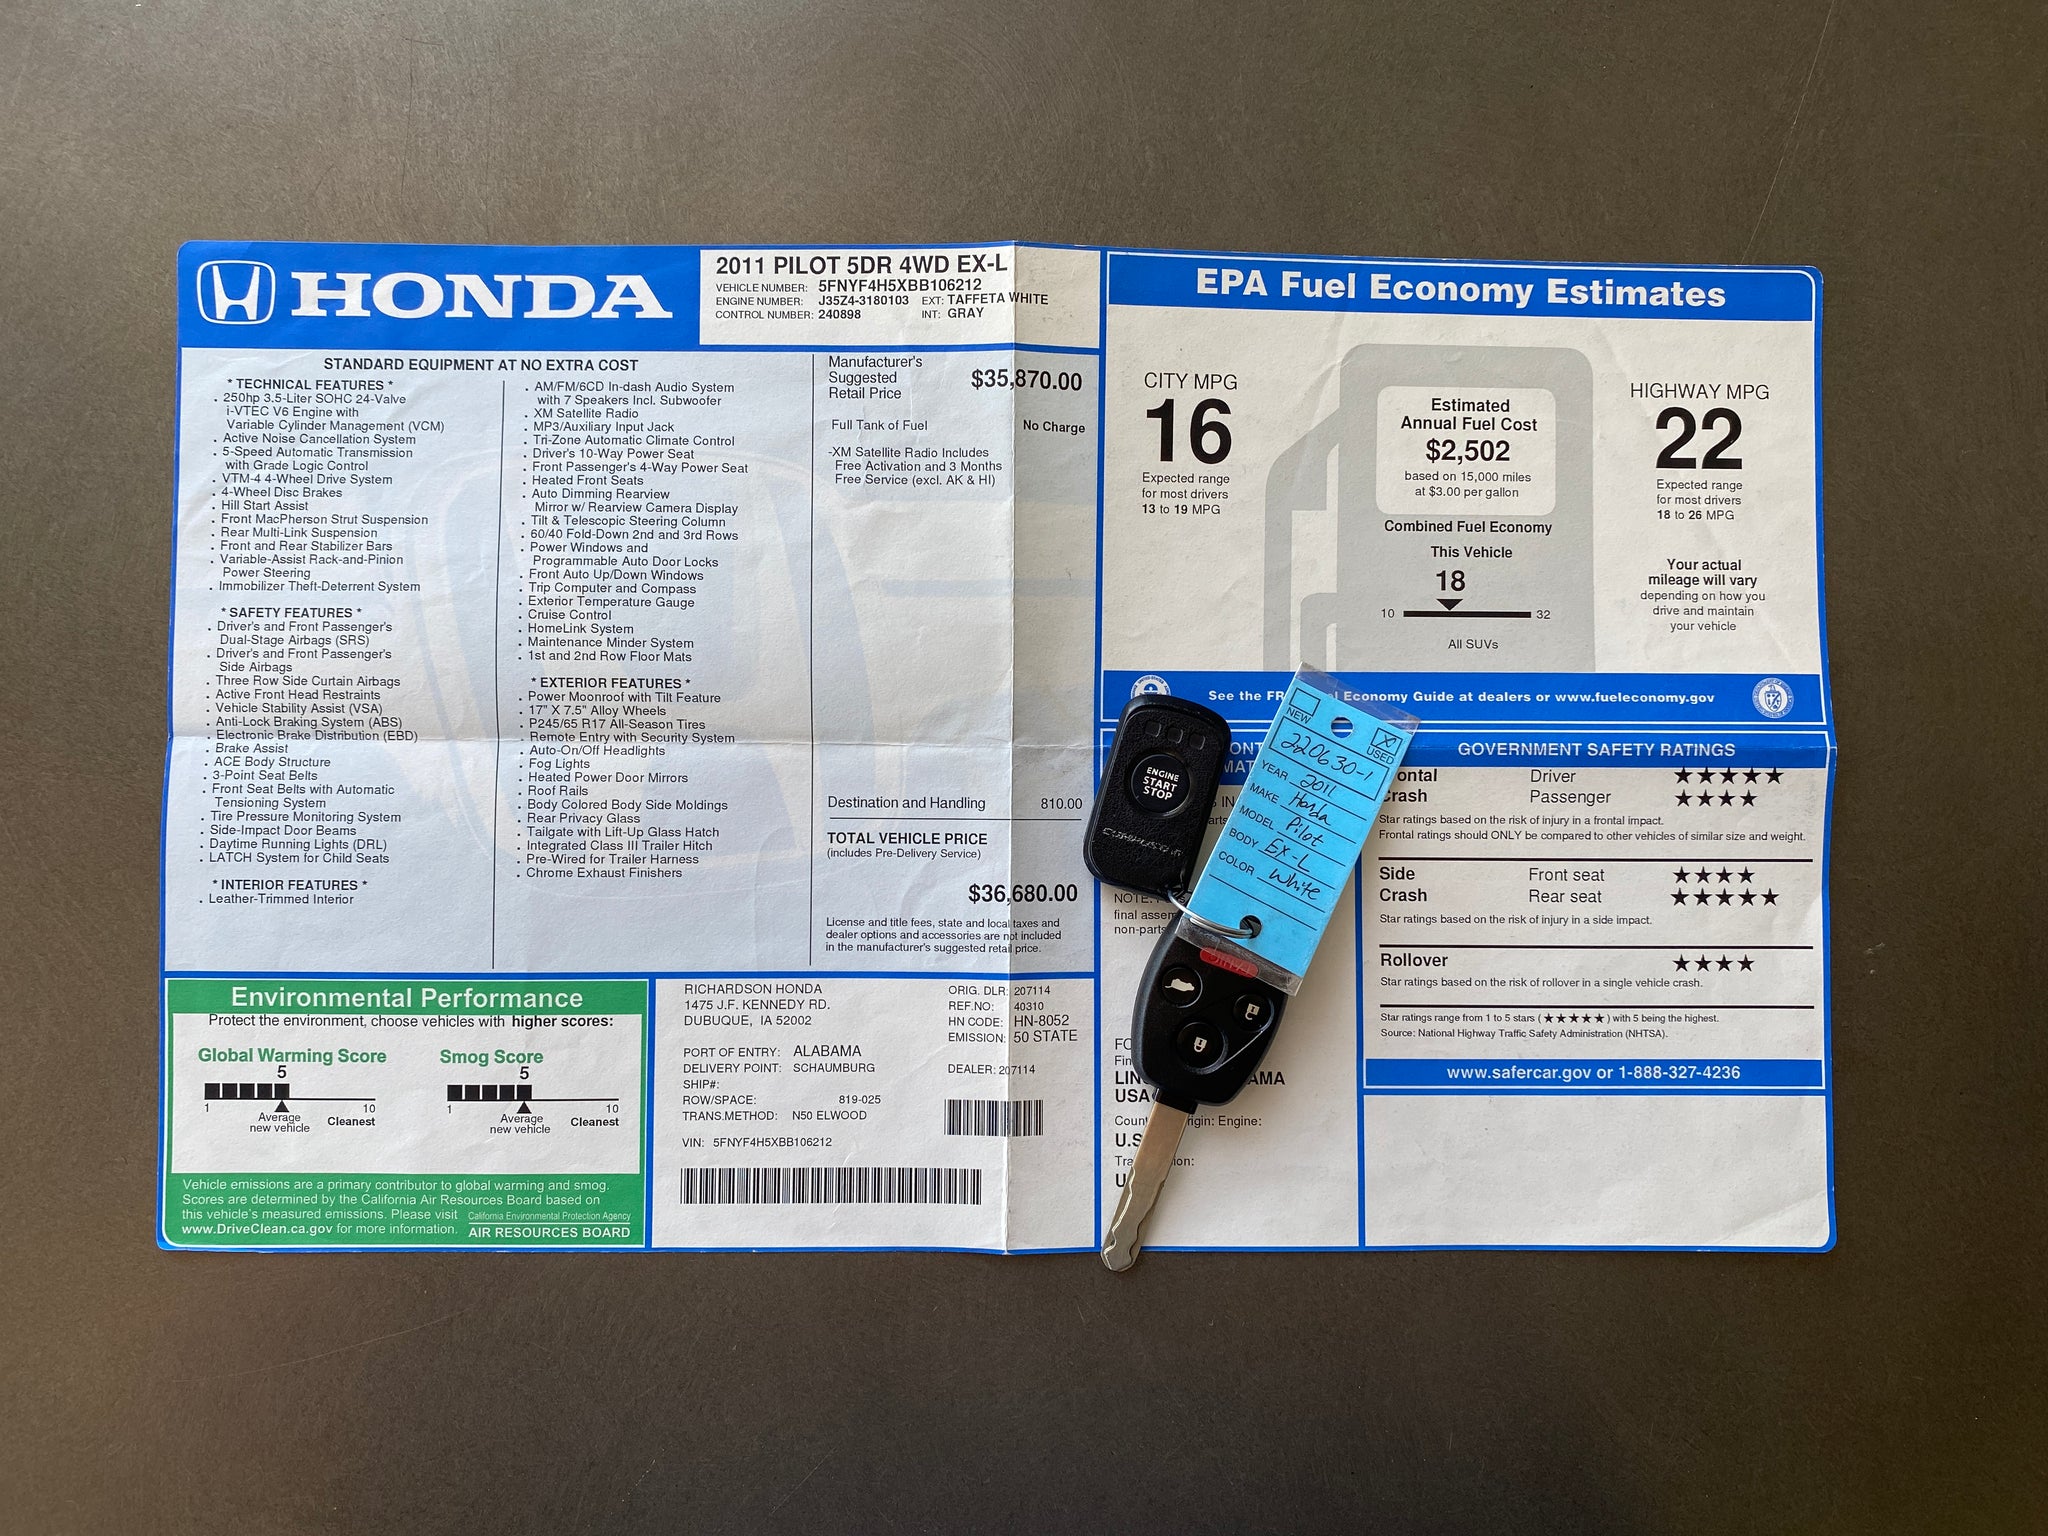 HONDA
2011 PILOT 5DR 4WD EX-L
VEHICLE NUMBER: 5FNYF4H5XBB106212
ENGINE NUMBER: J35Z4-3180103 EXT: TAFFETA WHITE
CONTROL NUMBER: 240898 INT: GRAY
STANDARD EQUIPMENT AT NO EXTRA COST
* TECHNICAL FEATURES *
. 250hp 3.5-Liter SOHC 24-Valve
i-VTEC V6 Engine with
Variable Cylinder Management (VCM)
. Active Noise Cancellation System
. 5-Speed Automatic Transmission
with Grade Logic Control
. VTM-4 4-Wheel Drive System
. 4-Wheel Disc Brakes
. Hill Start Assist
. Front MacPherson Strut Suspension
. Rear Multi-Link Suspension
. Front and Rear Stabilizer Bars
. Variable-Assist Rack-and-Pinion
Power Steering
. Immobilizer Theft-Deterrent System
* SAFETY FEATURES *
. Driver's and Front Passenger's
Dual-Stage Airbags (SRS)
. Driver's and Front Passenger's
Side Airbags
. Three Row Side Curtain Airbags
. Active Front Head Restraints
. Vehicle Stability Assist (VSA)
. Anti-Lock Braking System (ABS)
. Electronic Brake Distribution (EBD)
. Brake Assist
. ACE Body Structure
. 3-Point Seat Belts
. Front Seat Belts with Automatic
Tensioning System
. Tire Pressure Monitoring System
. Side-Impact Door Beams
. Daytime Running Lights (DRL)
. LATCH System for Child Seats
* INTERIOR FEATURES *
. Leather-Trimmed Interior
. AM/FM/6CD In-dash Audio System
with 7 Speakers Incl. Subwoofer
. XM Satellite Radio
. MP3/Auxiliary Input Jack
. Tri-Zone Automatic Climate Control
. Driver's 10-Way Power Seat
. Front Passenger's 4-Way Power Seat
. Heated Front Seats
. Auto Dimming Rearview
Mirror w/ Rearview Camera Display
. Tilt & Telescopic Steering Column
. 60/40 Fold-Down 2nd and 3rd Rows
. Power Windows and
Programmable Auto Door Locks
. Front Auto Up/Down Windows
. Trip Computer and Compass
. Exterior Temperature Gauge
. Cruise Control
. HomeLink System
. Maintenance Minder System
. 1st and 2nd Row Floor Mats
* EXTERIOR FEATURES *
. Power Moonroof with Tilt Feature
. 17" X 7.5" Alloy Wheels
. P245/65 R17 All-Season Tires
. Remote Entry with Security System
. Auto-On/Off Headlights
. Fog Lights
. Heated Power Door Mirrors
. Roof Rails
. Body Colored Body Side Moldings
. Rear Privacy Glass
. Tailgate with Lift-Up Glass Hatch
. Integrated Class III Trailer Hitch
. Pre-Wired for Trailer Harness
. Chrome Exhaust Finishers
Manufacturer's
Suggested
Retail Price $35,870.00
Full Tank of Fuel No Charge
-XM Satellite Radio Includes
Free Activation and 3 Months
Free Service (excl. AK & HI)
Destination and Handling 810.00
TOTAL VEHICLE PRICE
(includes Pre-Delivery Service)
$36,680.00
License and title fees, state and local taxes and
dealer options and accessories are not included
in the manufacturer's suggested retail price.
Environmental Performance
Protect the environment, choose vehicles with higher scores:
Global Warming Score
5
1 10
Average
new vehicle
Cleanest
Smog Score
5
1 10
Average
new vehicle
Cleanest
Vehicle emissions are a primary contributor to global warming and smog.
Scores are determined by the California Air Resources Board based on
this vehicle's measured emissions. Please visit
www.DriveClean.ca.gov for more information.
California Environmental Protection Agency
AIR RESOURCES BOARD
RICHARDSON HONDA
1475 J.F. KENNEDY RD.
DUBUQUE, IA 52002
ORIG. DLR: 207114
REF.NO: 40310
HN CODE: HN-8052
EMISSION: 50 STATE
PORT OF ENTRY: ALABAMA
DELIVERY POINT: SCHAUMBURG
SHIP#:
ROW/SPACE: 819-025
TRANS.METHOD: N50 ELWOOD
DEALER: 207114
VIN: 5FNYF4H5XBB106212
EPA Fuel Economy Estimates
CITY MPG
16
Expected range
for most drivers
13 to 19 MPG
Estimated
Annual Fuel Cost
$2,502
based on 15,000 miles
at $3.00 per gallon
Combined Fuel Economy
This Vehicle
18
10 32
All SUVs
HIGHWAY MPG
22
Expected range
for most drivers
18 to 26 MPG
Your actual
mileage will vary
depending on how you
drive and maintain
your vehicle
See the FR Economy Guide at dealers or www.fueleconomy.gov
ENGINE
START
STOP
COMPUSTAR
NEW
USED
220630-1
YEAR 2011
MAKE Honda
MODEL Pilot
BODY EX-L
COLOR White
NOTE:
final assem
non-parts
USA
Engine:
GOVERNMENT SAFETY RATINGS
Driver ★★★★★
Crash Passenger ★★★★
Star ratings based on the risk of injury in a frontal impact.
Frontal ratings should ONLY be compared to other vehicles of similar size and weight.
Side Front seat ★★★★
Crash Rear seat ★★★★★
Star ratings based on the risk of injury in a side impact.
Rollover ★★★★
Star ratings based on the risk of rollover in a single vehicle crash.
Star ratings range from 1 to 5 stars (★★★★★) with 5 being the highest.
Source: National Highway Traffic Safety Administration (NHTSA).
www.safercar.gov or 1-888-327-4236